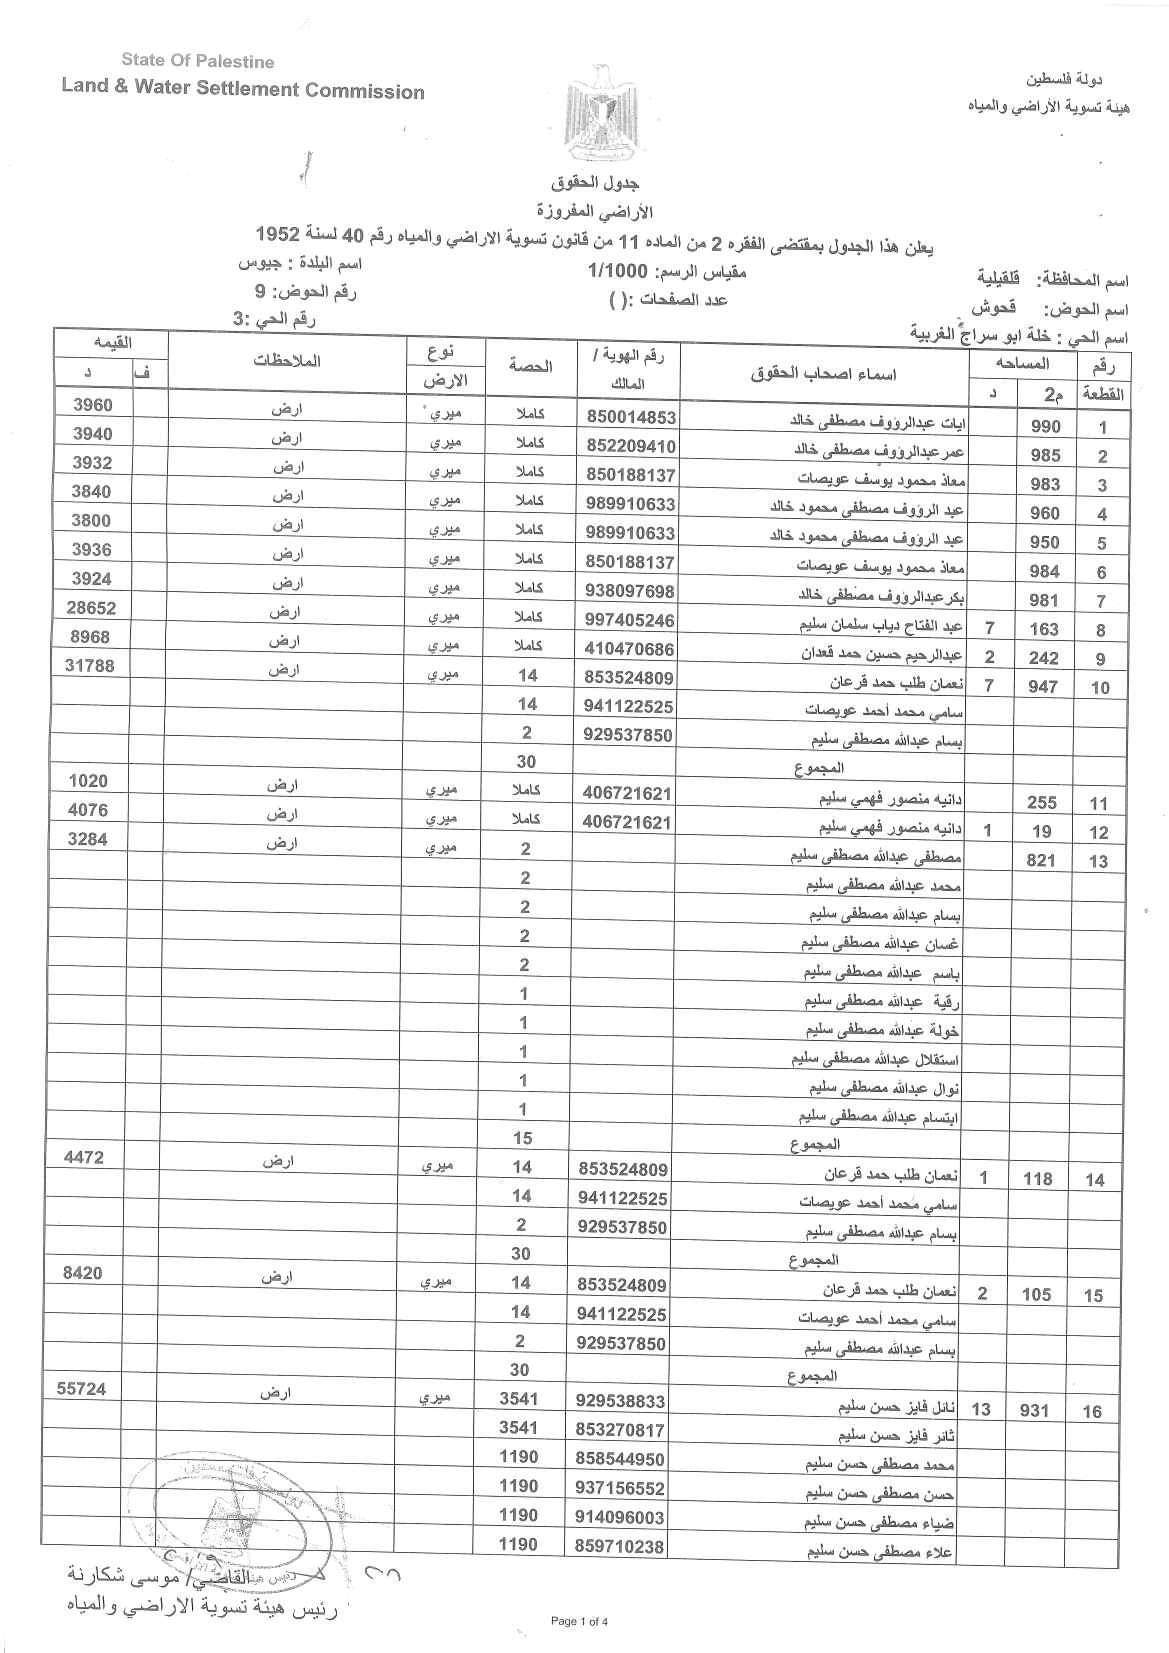 State Of Palestine
Land & Water Settlement Commission
دولة فلسطين
هيئة تسوية الأراضي والمياه
جدول الحقوق
الأراضي المفروزة
يعلن هذا الجدول بمقتضى الفقره 2 من الماده 11 من قانون تسوية الاراضي والمياه رقم 40 لسنة 1952
اسم المحافظة: قلقيلية مقياس الرسم: 1/1000 اسم البلدة : جيوس
اسم الحوض: قحوش عدد الصفحات :( ) رقم الحوض: 9
اسم الحي : خلة ابو سراج الغربية رقم الحي :3
رقم القطعة المساحه م2 د اسماء اصحاب الحقوق رقم الهوية / المالك الحصة نوع الارض الملاحظات القيمه ف د
1 990 ايات عبدالرؤوف مصطفى خالد 850014853 كاملا ميري ارض 3960
2 985 عمر عبدالرؤوف مصطفى خالد 852209410 كاملا ميري ارض 3940
3 983 معاذ محمود يوسف عويصات 850188137 كاملا ميري ارض 3932
4 960 عبد الرؤوف مصطفى محمود خالد 989910633 كاملا ميري ارض 3840
5 950 عبد الرؤوف مصطفى محمود خالد 989910633 كاملا ميري ارض 3800
6 984 معاذ محمود يوسف عويصات 850188137 كاملا ميري ارض 3936
7 981 بكر عبدالرؤوف مصطفى خالد 938097698 كاملا ميري ارض 3924
8 163 7 عبد الفتاح دياب سلمان سليم 997405246 كاملا ميري ارض 28652
9 242 2 عبدالرحيم حسين حمد قعدان 410470686 كاملا ميري ارض 8968
10 947 7 نعمان طلب حمد قرعان 853524809 14 ميري ارض 31788
سامي محمد أحمد عويصات 941122525 14
بسام عبدالله مصطفى سليم 929537850 2
المجموع 30
11 255 دانيه منصور فهمي سليم 406721621 كاملا ميري ارض 1020
12 19 1 دانيه منصور فهمي سليم 406721621 كاملا ميري ارض 4076
13 821 مصطفى عبدالله مصطفى سليم 2 ميري ارض 3284
محمد عبدالله مصطفى سليم 2
بسام عبدالله مصطفى سليم 2
غسان عبدالله مصطفى سليم 2
باسم عبدالله مصطفى سليم 2
رقية عبدالله مصطفى سليم 1
خولة عبدالله مصطفى سليم 1
استقلال عبدالله مصطفى سليم 1
نوال عبدالله مصطفى سليم 1
ابتسام عبدالله مصطفى سليم 1
المجموع 15
14 118 1 نعمان طلب حمد قرعان 853524809 14 ميري ارض 4472
سامي محمد أحمد عويصات 941122525 14
بسام عبدالله مصطفى سليم 929537850 2
المجموع 30
15 105 2 نعمان طلب حمد قرعان 853524809 14 ميري ارض 8420
سامي محمد أحمد عويصات 941122525 14
بسام عبدالله مصطفى سليم 929537850 2
المجموع 30
16 931 13 نائل فايز حسن سليم 929538833 3541 ميري ارض 55724
ثائر فايز حسن سليم 853270817 3541
محمد مصطفى حسن سليم 858544950 1190
حسن مصطفى حسن سليم 937156552 1190
ضياء مصطفى حسن سليم 914096003 1190
علاء مصطفى حسن سليم 859710238 1190
القاضي/ موسى شكارنة
رئيس هيئة تسوية الاراضي والمياه
Page 1 of 4